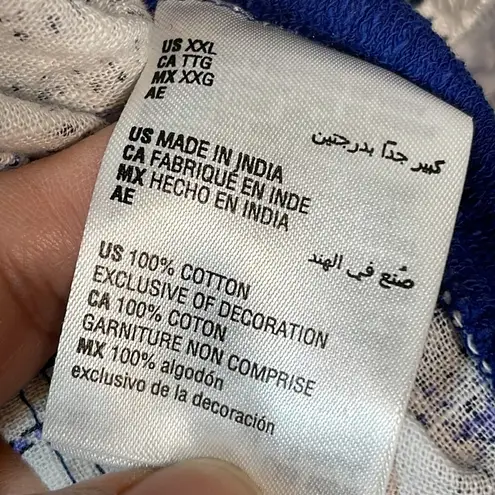 US XXL
CA TTG
MX XXG
AE كبير جدًا بدرجتين
US MADE IN INDIA
CA FABRIQUÉ EN INDE
MX HECHO EN INDIA
AE صُنع في الهند
US 100% COTTON
EXCLUSIVE OF DECORATION
CA 100% COTON
GARNITURE NON COMPRISE
MX 100% algodón
exclusivo de la decoración